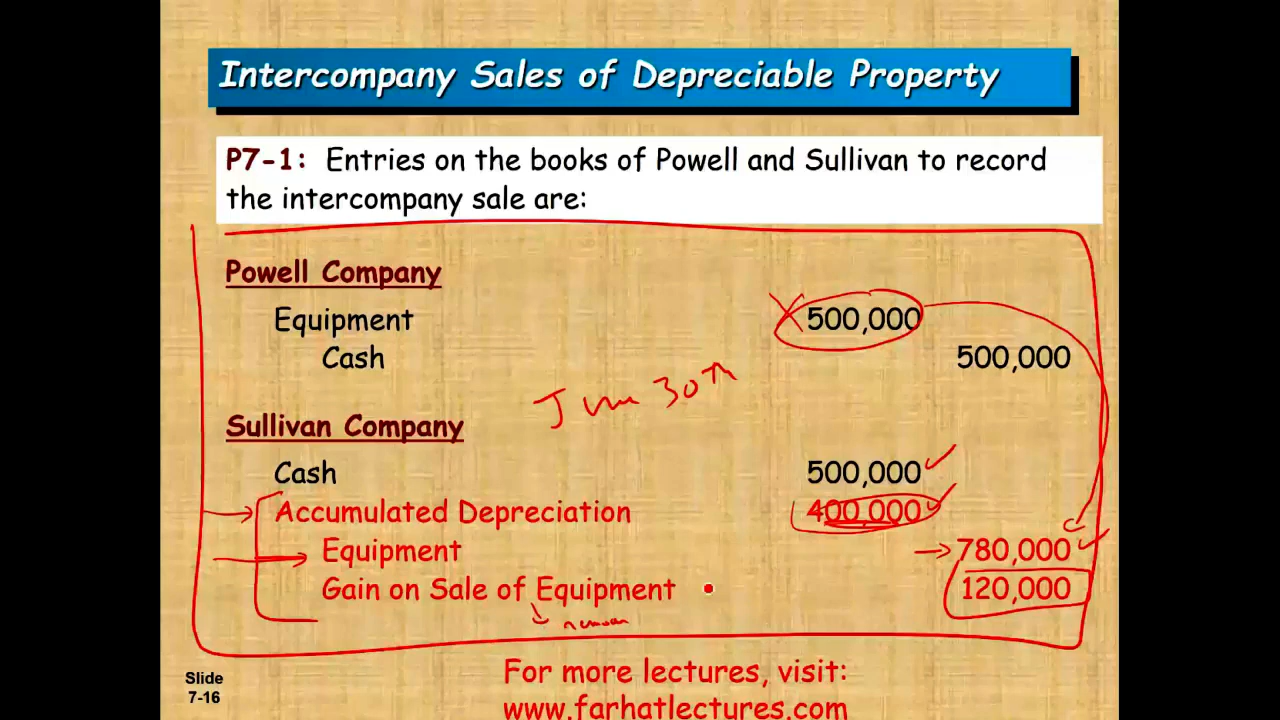 Intercompany Sales of Depreciable Property
P7-1: Entries on the books of Powell and Sullivan to record
the intercompany sale are:
Powell Company
Equipment 500,000
Cash 500,000
June 30th
Sullivan Company
Cash 500,000
Accumulated Depreciation 400,000
Equipment 780,000
Gain on Sale of Equipment 120,000
For more lectures, visit:
www.farhatlectures.com
Slide
7-16